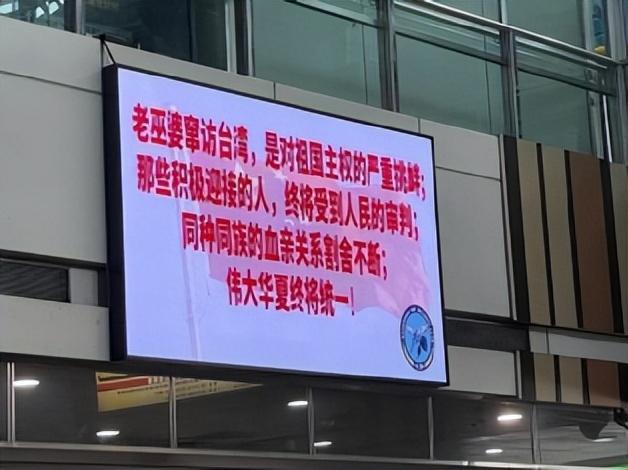 老巫婆窜访台湾，是对祖国主权的严重挑衅；
那些积极迎接的人，终将受到人民的审判；
同种同族的血亲关系割舍不断；
伟大华夏终将统一！